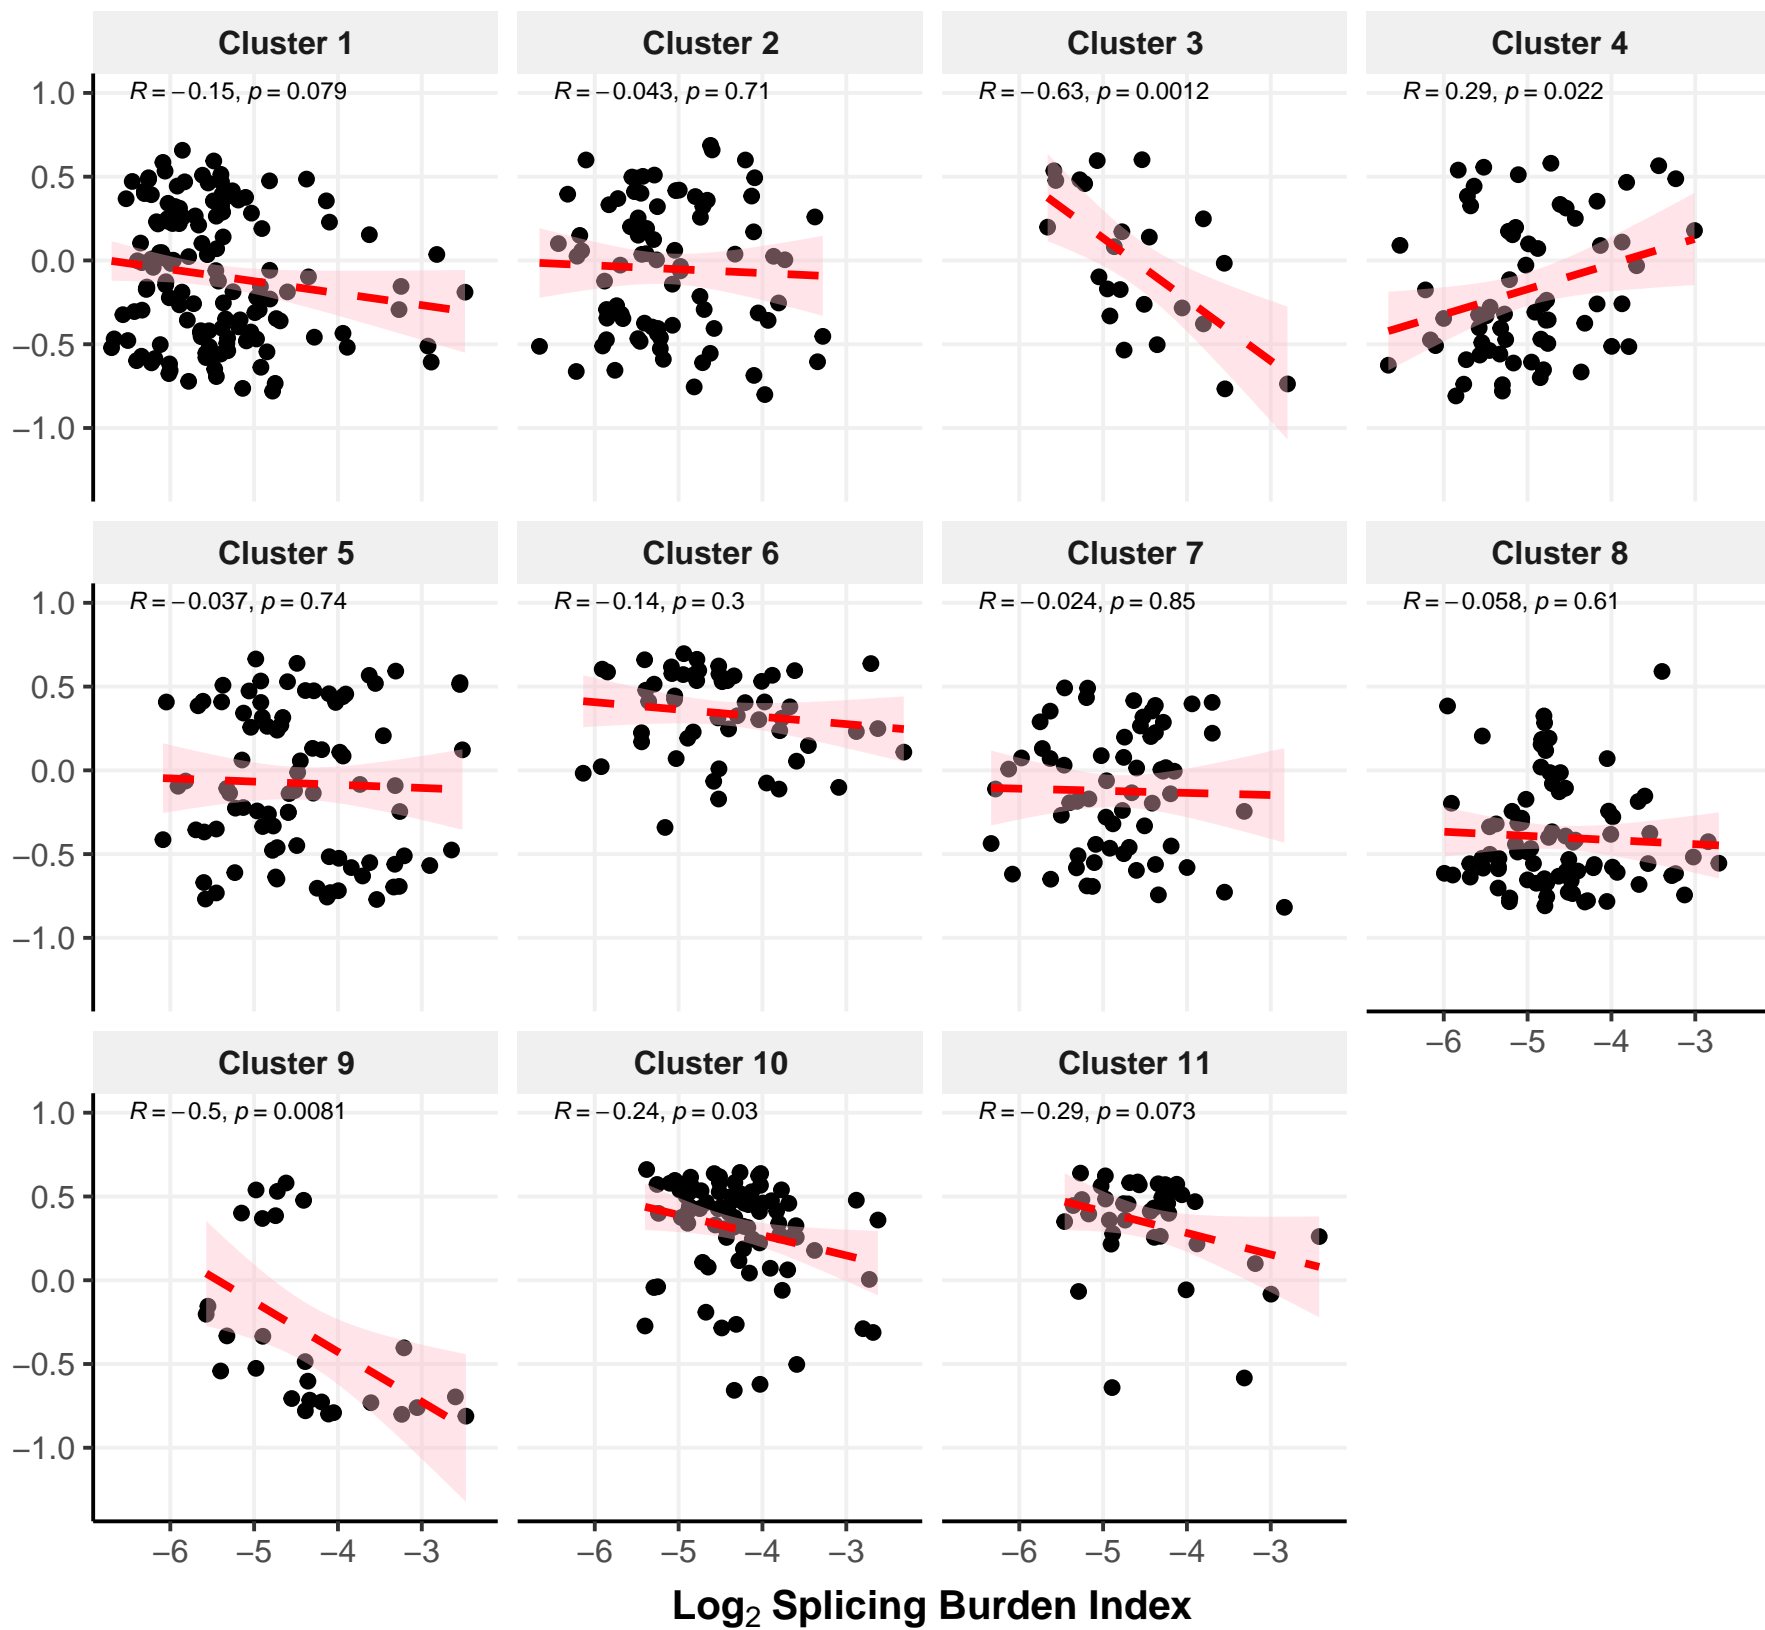 Cluster 1 Cluster 2 Cluster 3 Cluster 4
R = −0.15, p = 0.079 R = −0.043, p = 0.71 R = −0.63, p = 0.0012 R = 0.29, p = 0.022
1.0
0.5
0.0
−0.5
−1.0
Cluster 5 Cluster 6 Cluster 7 Cluster 8
R = −0.037, p = 0.74 R = −0.14, p = 0.3 R = −0.024, p = 0.85 R = −0.058, p = 0.61
1.0
0.5
0.0
−0.5
−1.0
−6 −5 −4 −3
Cluster 9 Cluster 10 Cluster 11
R = −0.5, p = 0.0081 R = −0.24, p = 0.03 R = −0.29, p = 0.073
1.0
0.5
0.0
−0.5
−1.0
−6 −5 −4 −3 −6 −5 −4 −3 −6 −5 −4 −3
Log₂ Splicing Burden Index